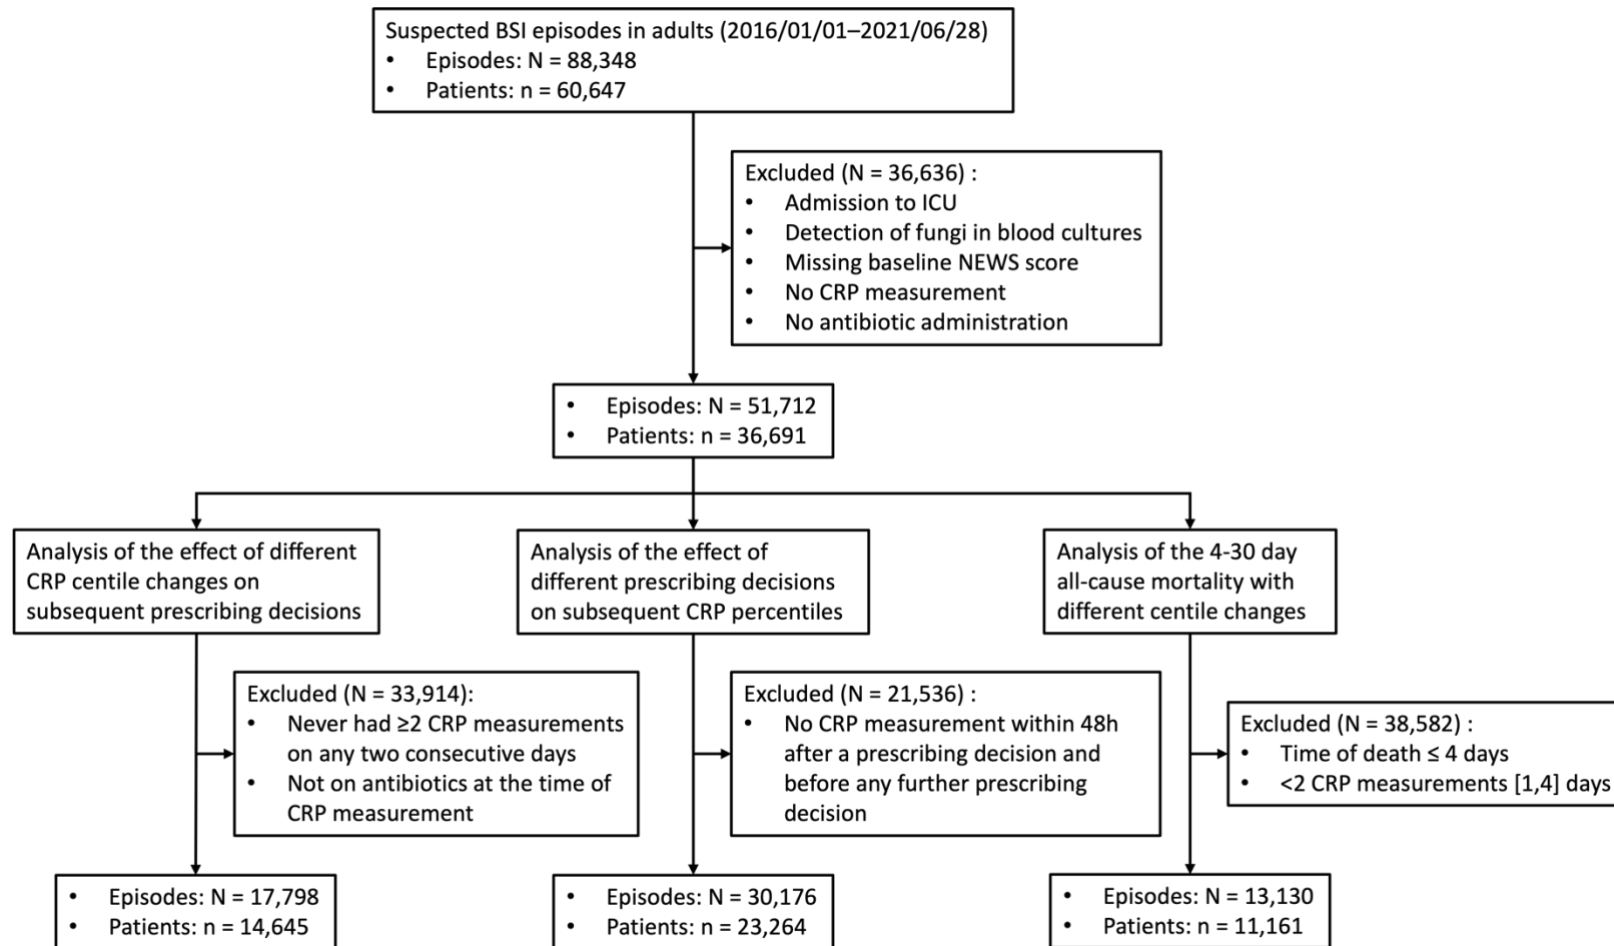 Suspected BSI episodes in adults (2016/01/01–2021/06/28)
• Episodes: N = 88,348
• Patients: n = 60,647
Excluded (N = 36,636) :
• Admission to ICU
• Detection of fungi in blood cultures
• Missing baseline NEWS score
• No CRP measurement
• No antibiotic administration
• Episodes: N = 51,712
• Patients: n = 36,691
Analysis of the effect of different
CRP centile changes on
subsequent prescribing decisions
Analysis of the effect of
different prescribing decisions
on subsequent CRP percentiles
Analysis of the 4-30 day
all-cause mortality with
different centile changes
Excluded (N = 33,914):
• Never had ≥2 CRP measurements
on any two consecutive days
• Not on antibiotics at the time of
CRP measurement
Excluded (N = 21,536) :
• No CRP measurement within 48h
after a prescribing decision and
before any further prescribing
decision
Excluded (N = 38,582) :
• Time of death ≤ 4 days
• <2 CRP measurements [1,4] days
• Episodes: N = 17,798
• Patients: n = 14,645
• Episodes: N = 30,176
• Patients: n = 23,264
• Episodes: N = 13,130
• Patients: n = 11,161